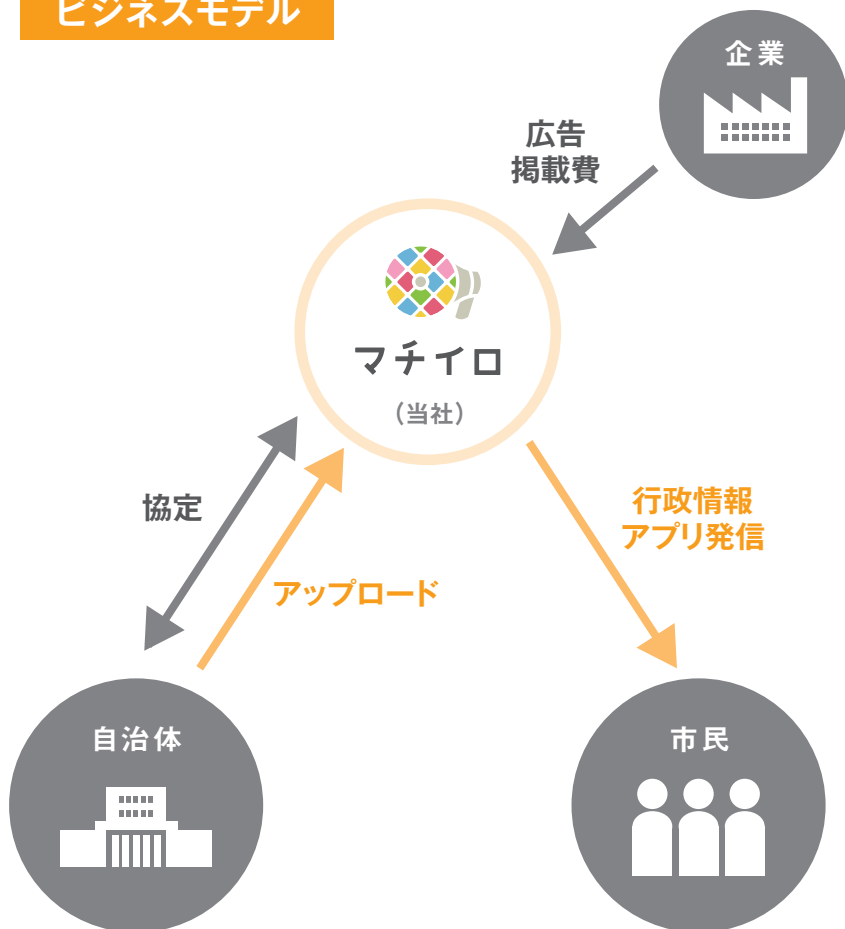 ビジネスモデル
企業
広告
掲載費
マチイロ
（当社）
協定
アップロード
行政情報
アプリ発信
自治体
市民